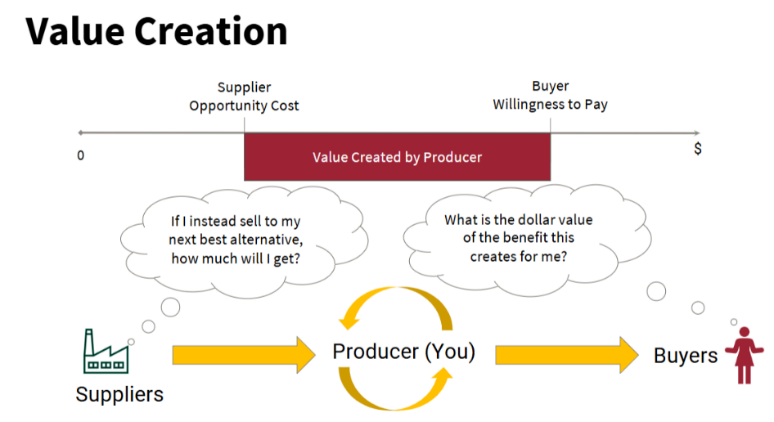 Value Creation
Supplier
Opportunity Cost
Buyer
Willingness to Pay
0
$
Value Created by Producer
If I instead sell to my
next best alternative,
how much will I get?
What is the dollar value
of the benefit this
creates for me?
Suppliers
Producer (You)
Buyers